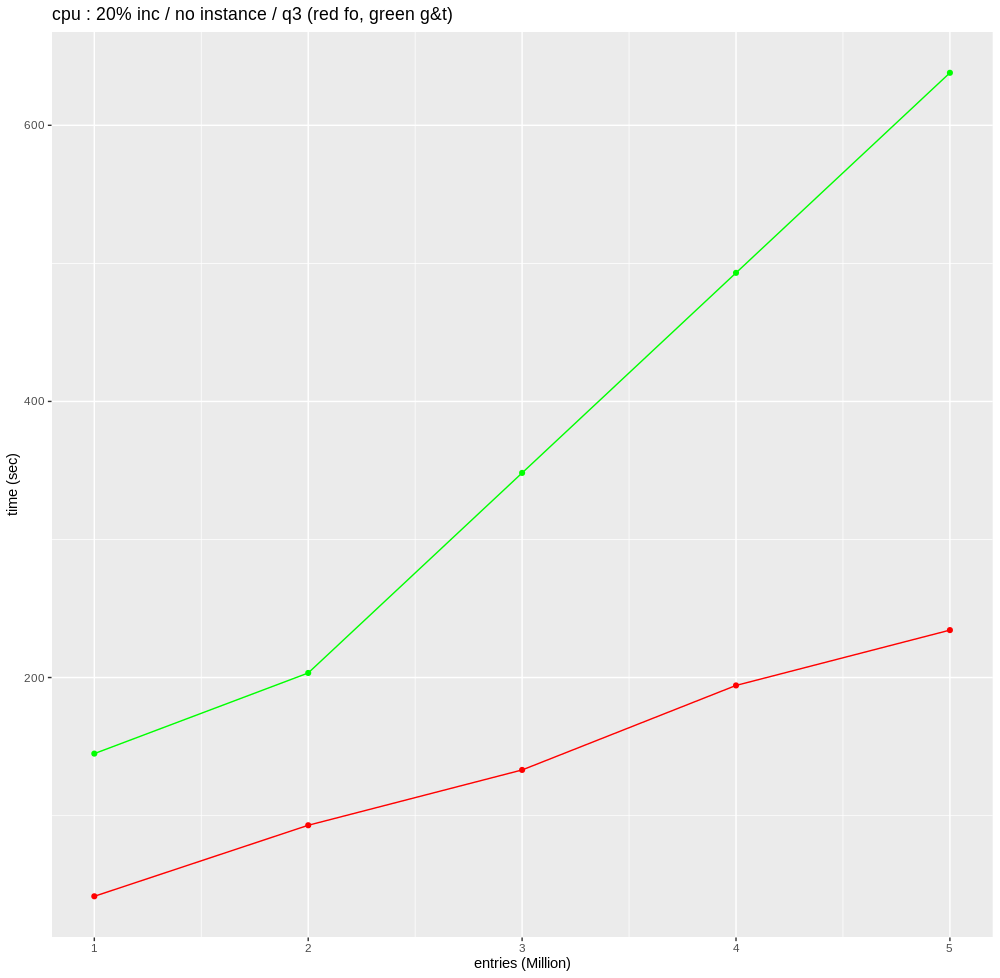 cpu : 20% inc / no instance / q3 (red fo, green g&t)
600
400
200
time (sec)
1 2 3 4 5
entries (Million)